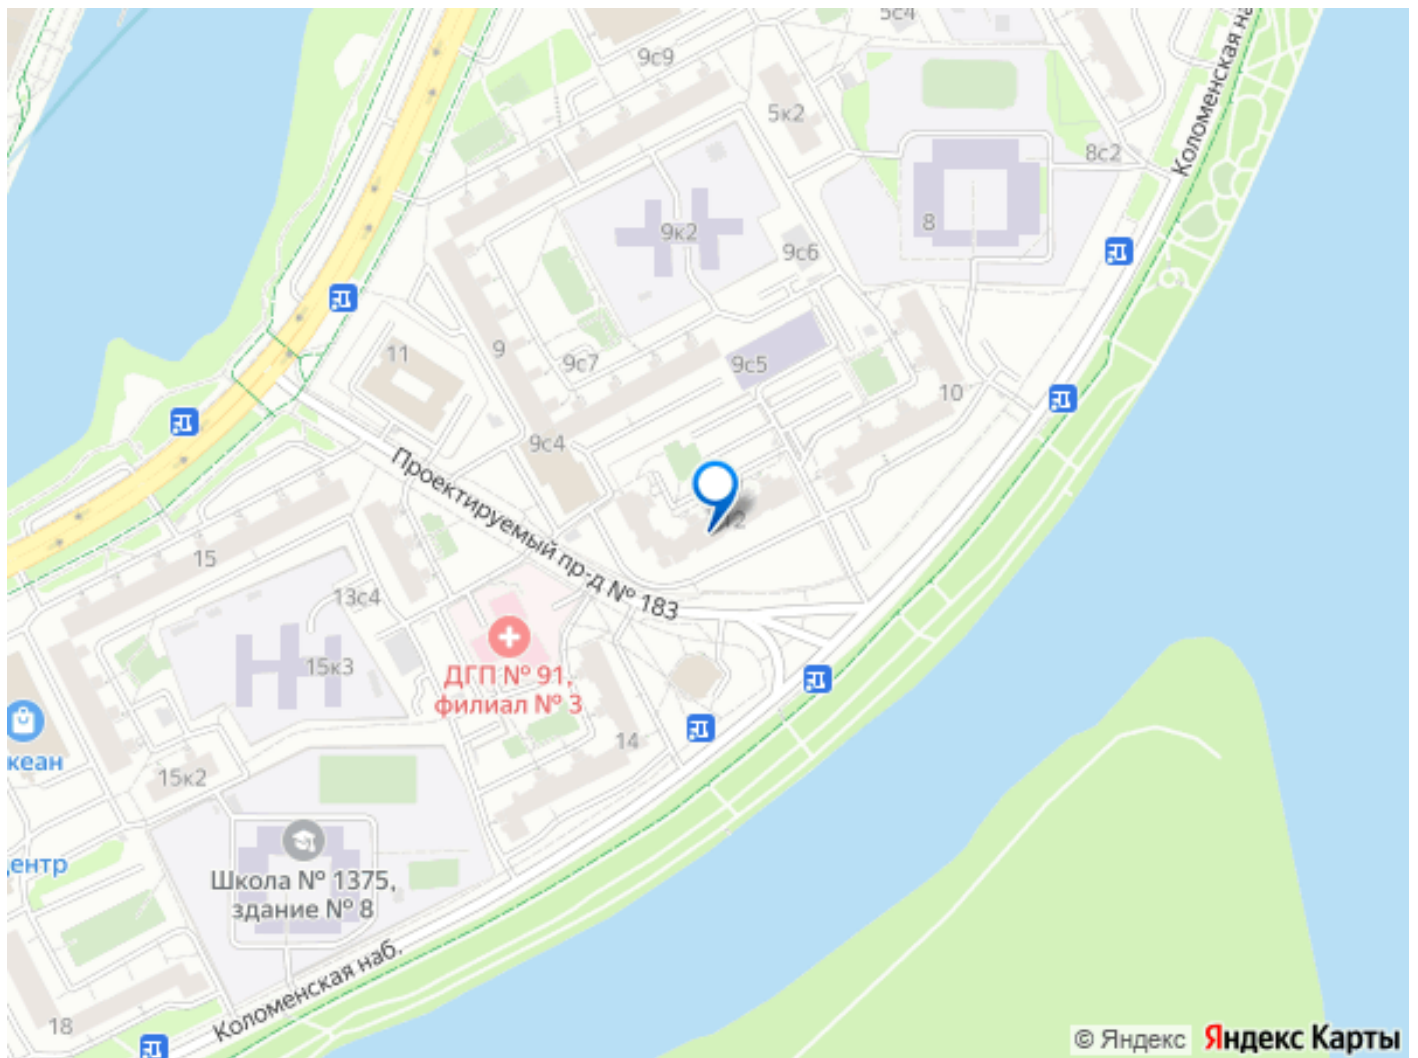 5с4
9с9
Коломенская на
5к2
8с2
9к2
8
9с6
11
9
9с7
9с5
10
9с4
12
Проектируемый пр-д № 183
15
13с4
15к3
ДГП № 91,
филиал № 3
14
кеан
15к2
центр
Школа № 1375,
здание № 8
Коломенская наб.
18
© Яндекс Яндекс Карты